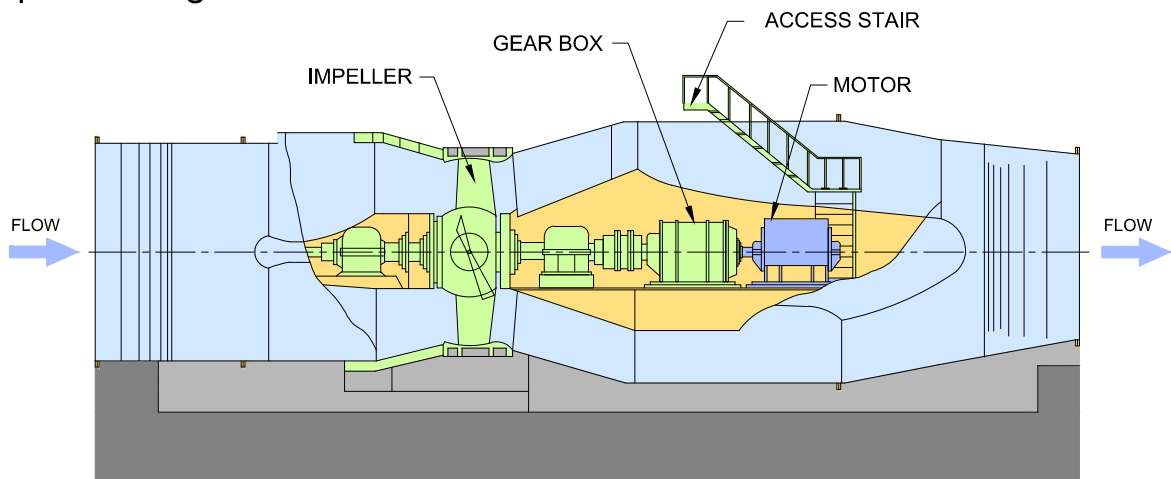 ACCESS STAIR
GEAR BOX
IMPELLER
MOTOR
FLOW
FLOW